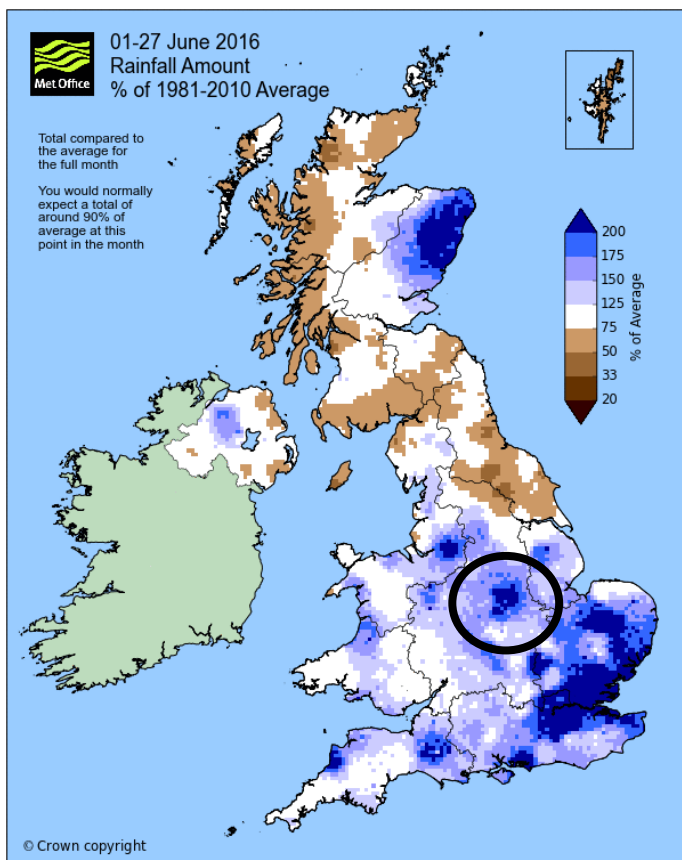 Met Office
01-27 June 2016
Rainfall Amount
% of 1981-2010 Average
Total compared to
the average for
the full month
You would normally
expect a total of
around 90% of
average at this
point in the month
200
175
150
125
75
50
33
20
% of Average
© Crown copyright